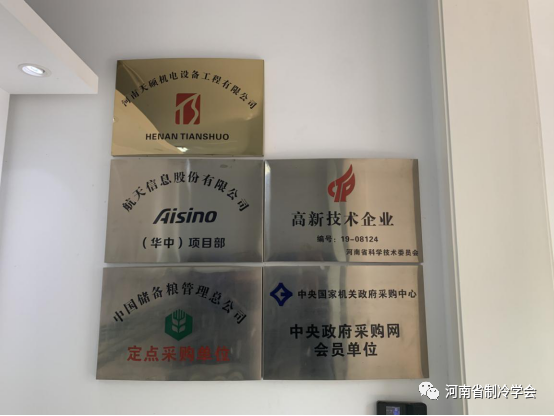 河南天硕机电设备工程有限公司
HENAN TIANSHUO
航天信息股份有限公司
Aisino
（华中）项目部
高新技术企业
编号：19-08124
河南省科学技术委员会
中国储备粮管理总公司
定点采购单位
中央国家机关政府采购中心
中央政府采购网
会员单位
河南省制冷学会